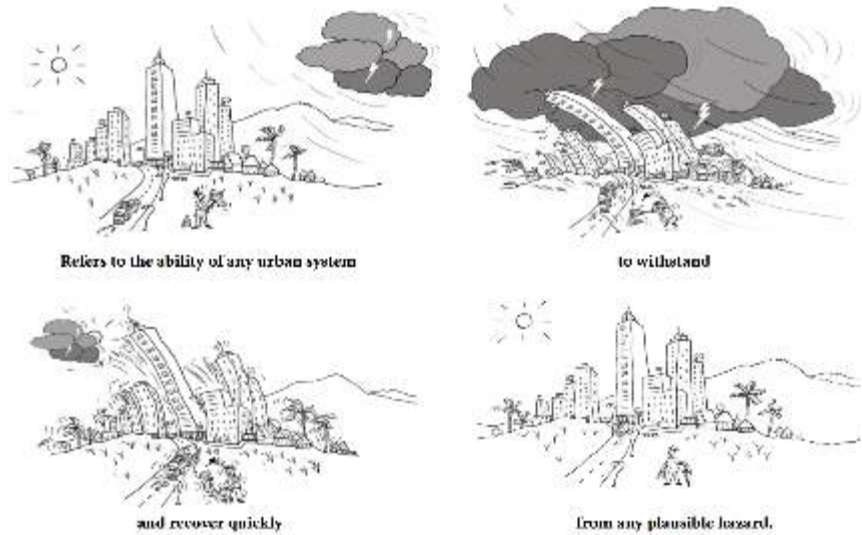 Refers to the ability of any urban system
to withstand
and recover quickly
from any plausible hazard.